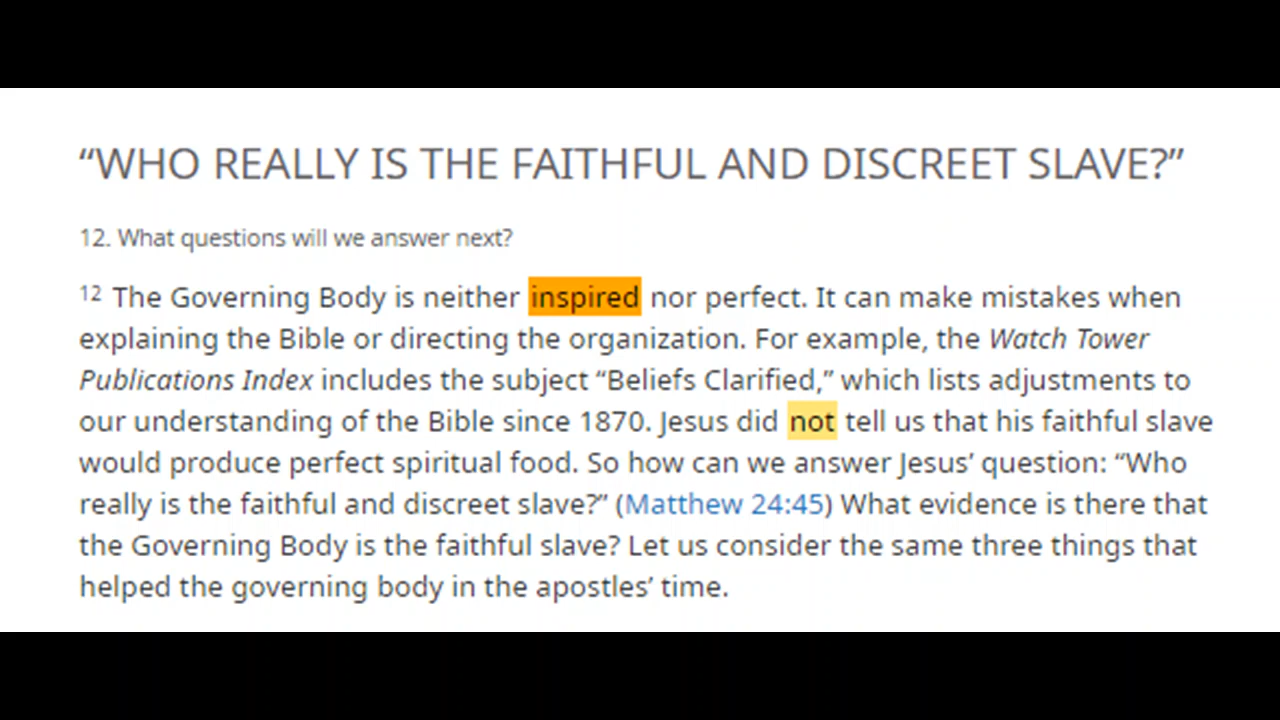 “WHO REALLY IS THE FAITHFUL AND DISCREET SLAVE?”
12. What questions will we answer next?
12 The Governing Body is neither inspired nor perfect. It can make mistakes when
explaining the Bible or directing the organization. For example, the Watch Tower
Publications Index includes the subject “Beliefs Clarified,” which lists adjustments to
our understanding of the Bible since 1870. Jesus did not tell us that his faithful slave
would produce perfect spiritual food. So how can we answer Jesus’ question: “Who
really is the faithful and discreet slave?” (Matthew 24:45) What evidence is there that
the Governing Body is the faithful slave? Let us consider the same three things that
helped the governing body in the apostles’ time.